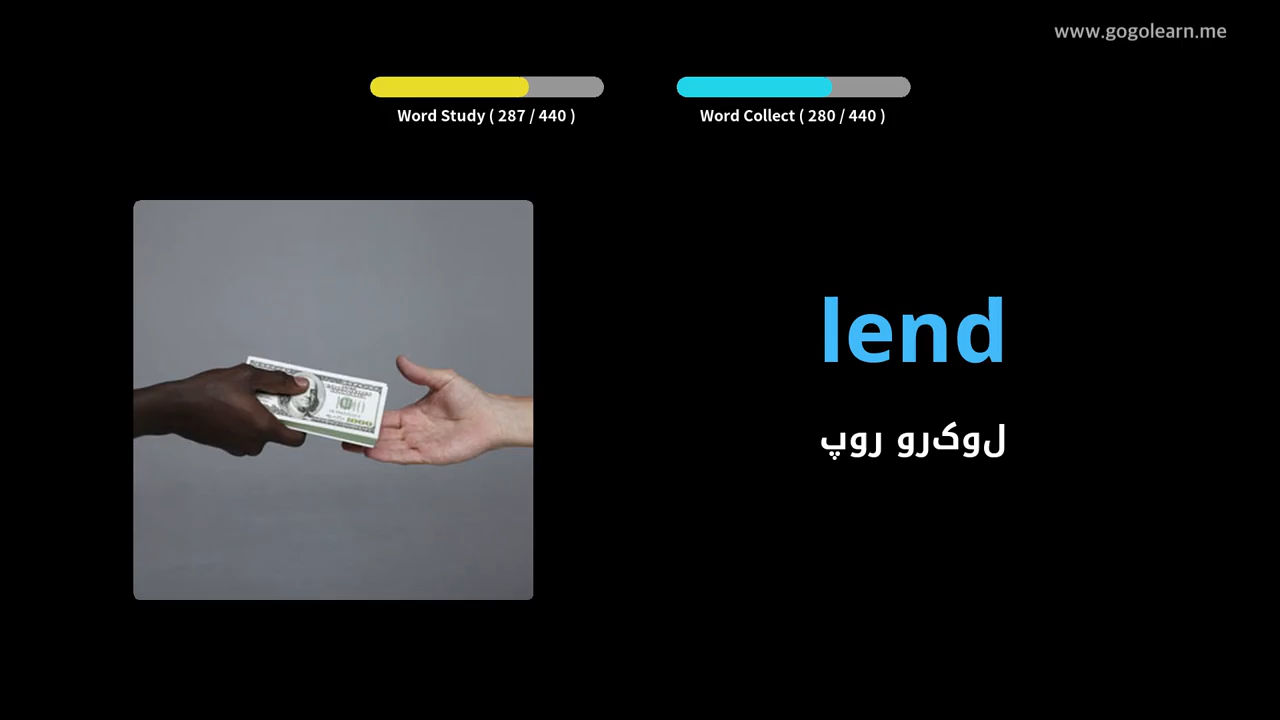 www.gogolearn.me
Word Study ( 287 / 440 )
Word Collect ( 280 / 440 )
lend
لوکرو روپ